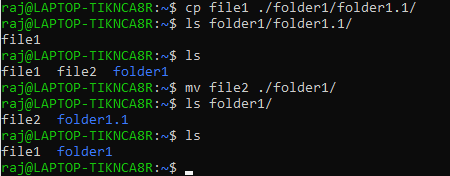 raj@LAPTOP-TIKNCA8R:~$ cp file1 ./folder1/folder1.1/
raj@LAPTOP-TIKNCA8R:~$ ls folder1/folder1.1/
file1
raj@LAPTOP-TIKNCA8R:~$ ls
file1  file2  folder1
raj@LAPTOP-TIKNCA8R:~$ mv file2 ./folder1/
raj@LAPTOP-TIKNCA8R:~$ ls folder1/
file2  folder1.1
raj@LAPTOP-TIKNCA8R:~$ ls
file1  folder1
raj@LAPTOP-TIKNCA8R:~$